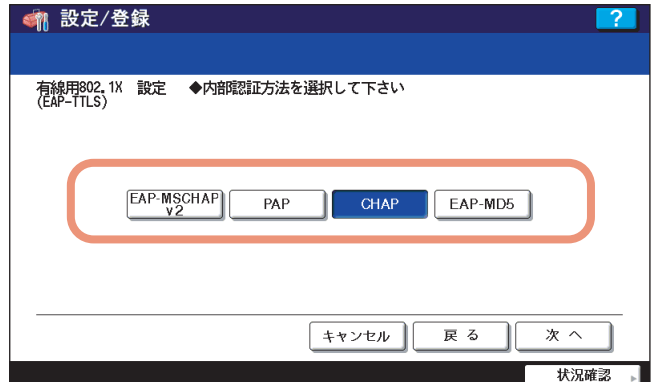 設定/登録 ?
有線用802.1X 設定 ◆内部認証方法を選択して下さい
(EAP-TTLS)
EAP-MSCHAP PAP CHAP EAP-MD5
v2
キャンセル 戻る 次へ
状況確認